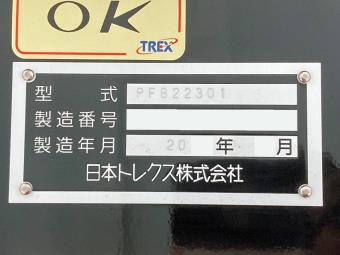 OK
TREX
型式 PFB22301
製造番号
製造年月 20 年 月
日本トレクス株式会社